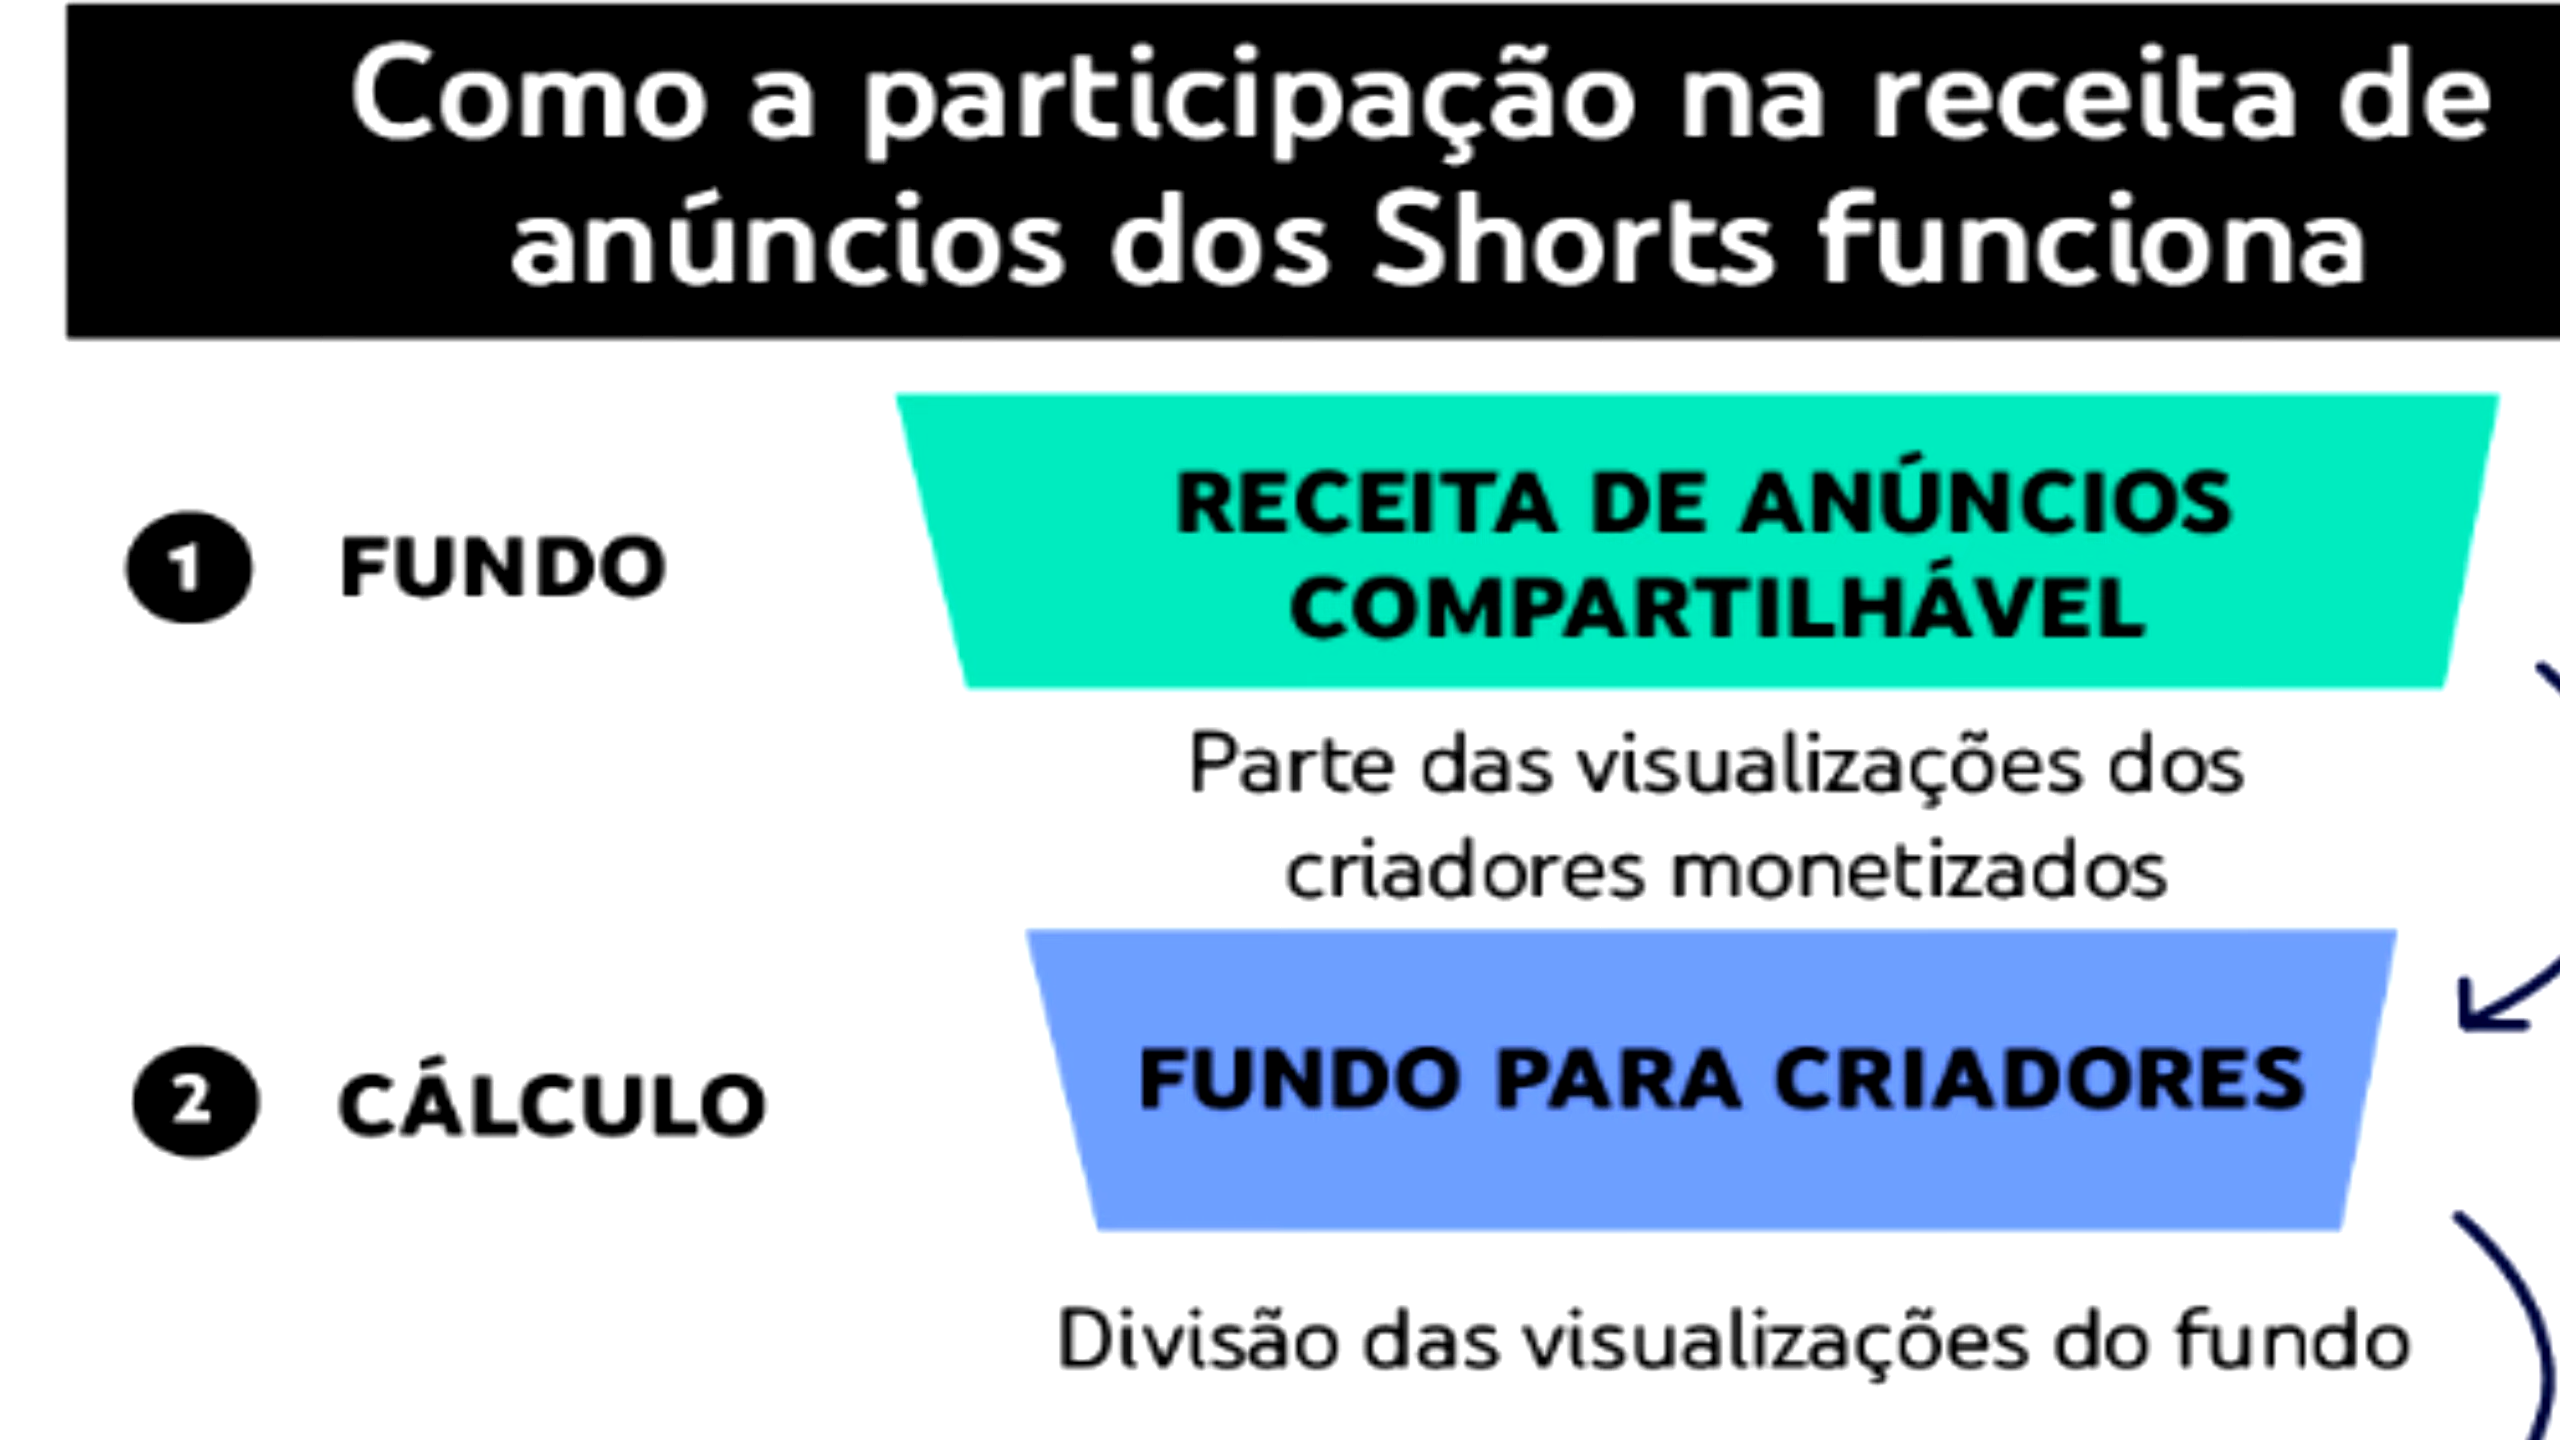 Como a participação na receita de
anúncios dos Shorts funciona
1 FUNDO
RECEITA DE ANÚNCIOS
COMPARTILHÁVEL
Parte das visualizações dos
criadores monetizados
2 CÁLCULO
FUNDO PARA CRIADORES
Divisão das visualizações do fundo